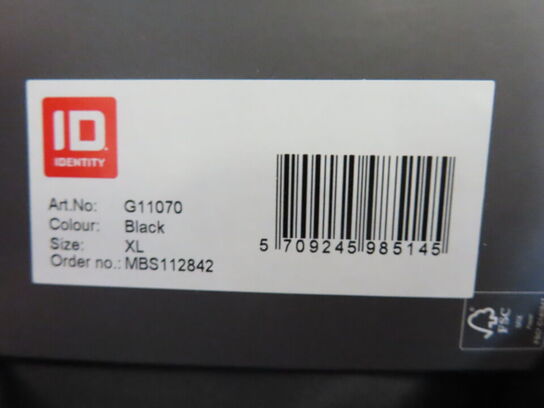 ID
IDENTITY
Art.No: G11070
Colour: Black
Size: XL
Order no.: MBS112842
5 709245 985145
FSC